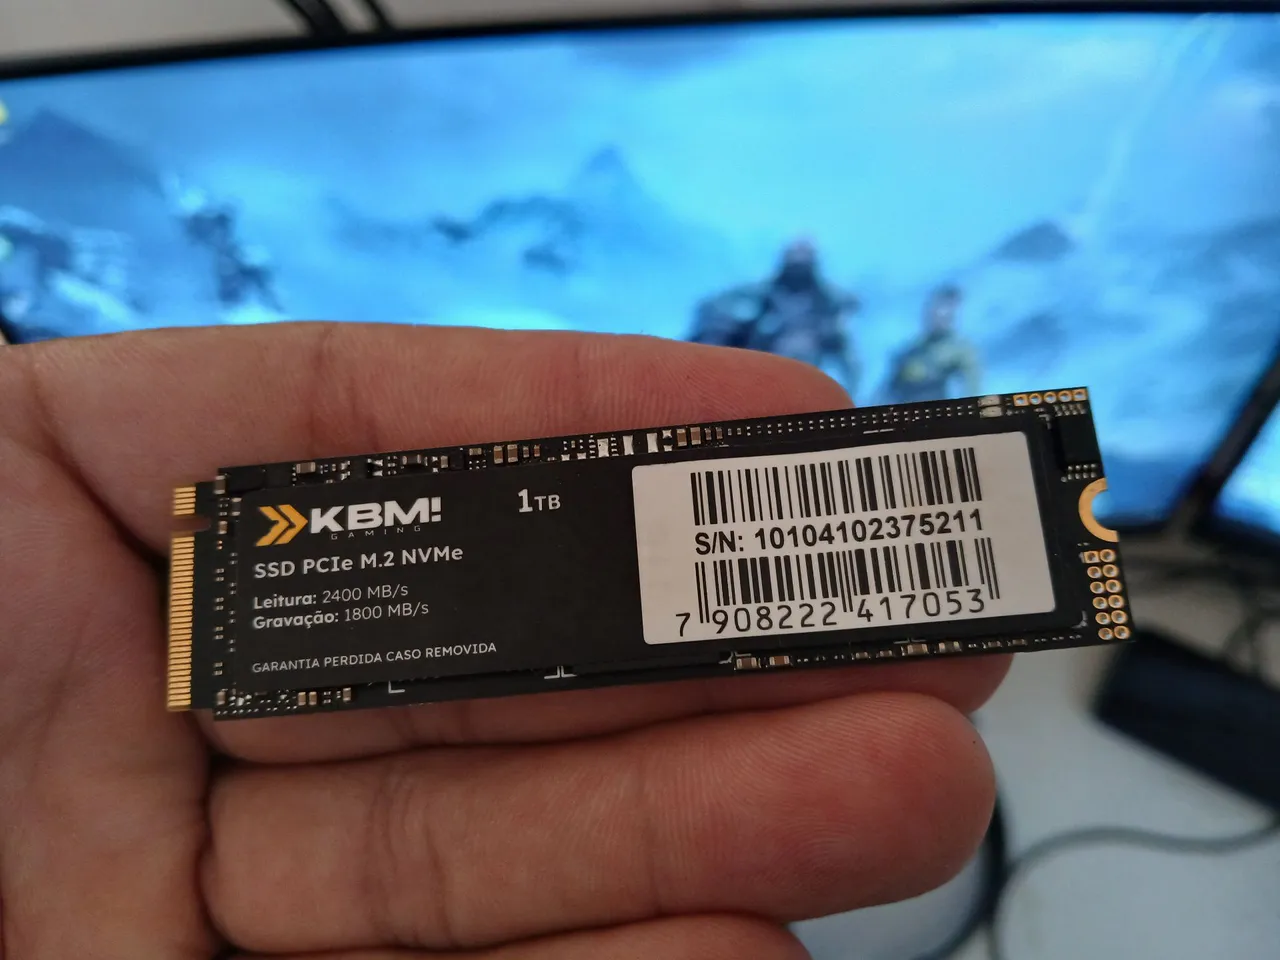 KBM!
GAMING
1TB
SSD PCIe M.2 NVMe
Leitura: 2400 MB/s
Gravação: 1800 MB/s
GARANTIA PERDIDA CASO REMOVIDA
S/N: 10104102375211
7 908222 417053